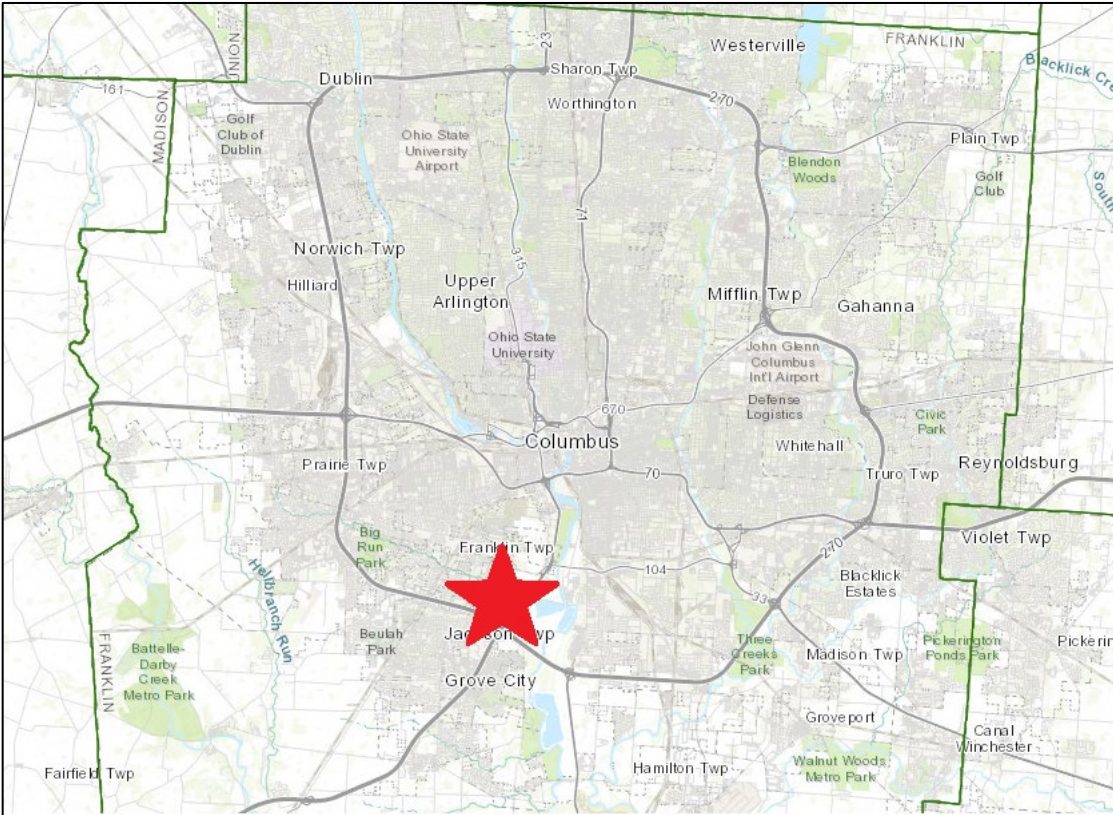 FRANKLIN
Westerville
23
UNION
Dublin
Sharon Twp
Blacklick Cre
161
Worthington
270
MADISON
Golf
Club of
Dublin
Ohio State
University
Airport
Plain Twp
Blendon
Woods
Golf
Club
South
71
315
Norwich Twp
Hilliard
Upper
Arlington
Mifflin Twp
Gahanna
Ohio State
University
John Glenn
Columbus
Int'l Airport
Defense
Logistics
670
Civic
Park
Columbus
Whitehall
Prairie Twp
70
Truro Twp
Reynoldsburg
Big
Run
Park
Franklin Twp
270
Violet Twp
104
Hellbranch Run
Blacklick
Estates
33
FRANKLIN
Beulah
Park
Battelle-
Darby
Creek
Metro Park
Three
Creeks
Park
Madison Twp
Pickerington
Ponds Park
Pickerin
Grove City
Groveport
Canal
Winchester
Fairfield Twp
Hamilton Twp
Walnut Woods
Metro Park